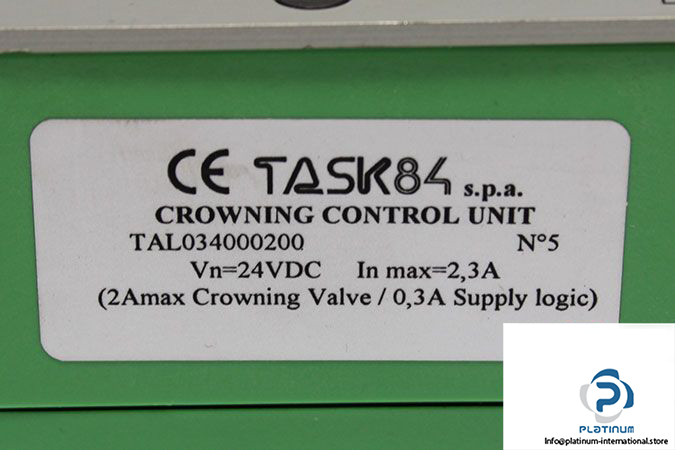 CE TASK84 s.p.a.
CROWNING CONTROL UNIT
TAL034000200 N°5
Vn=24VDC In max=2,3A
(2Amax Crowning Valve / 0,3A Supply logic)
PLATINUM
Info@platinum-international.store